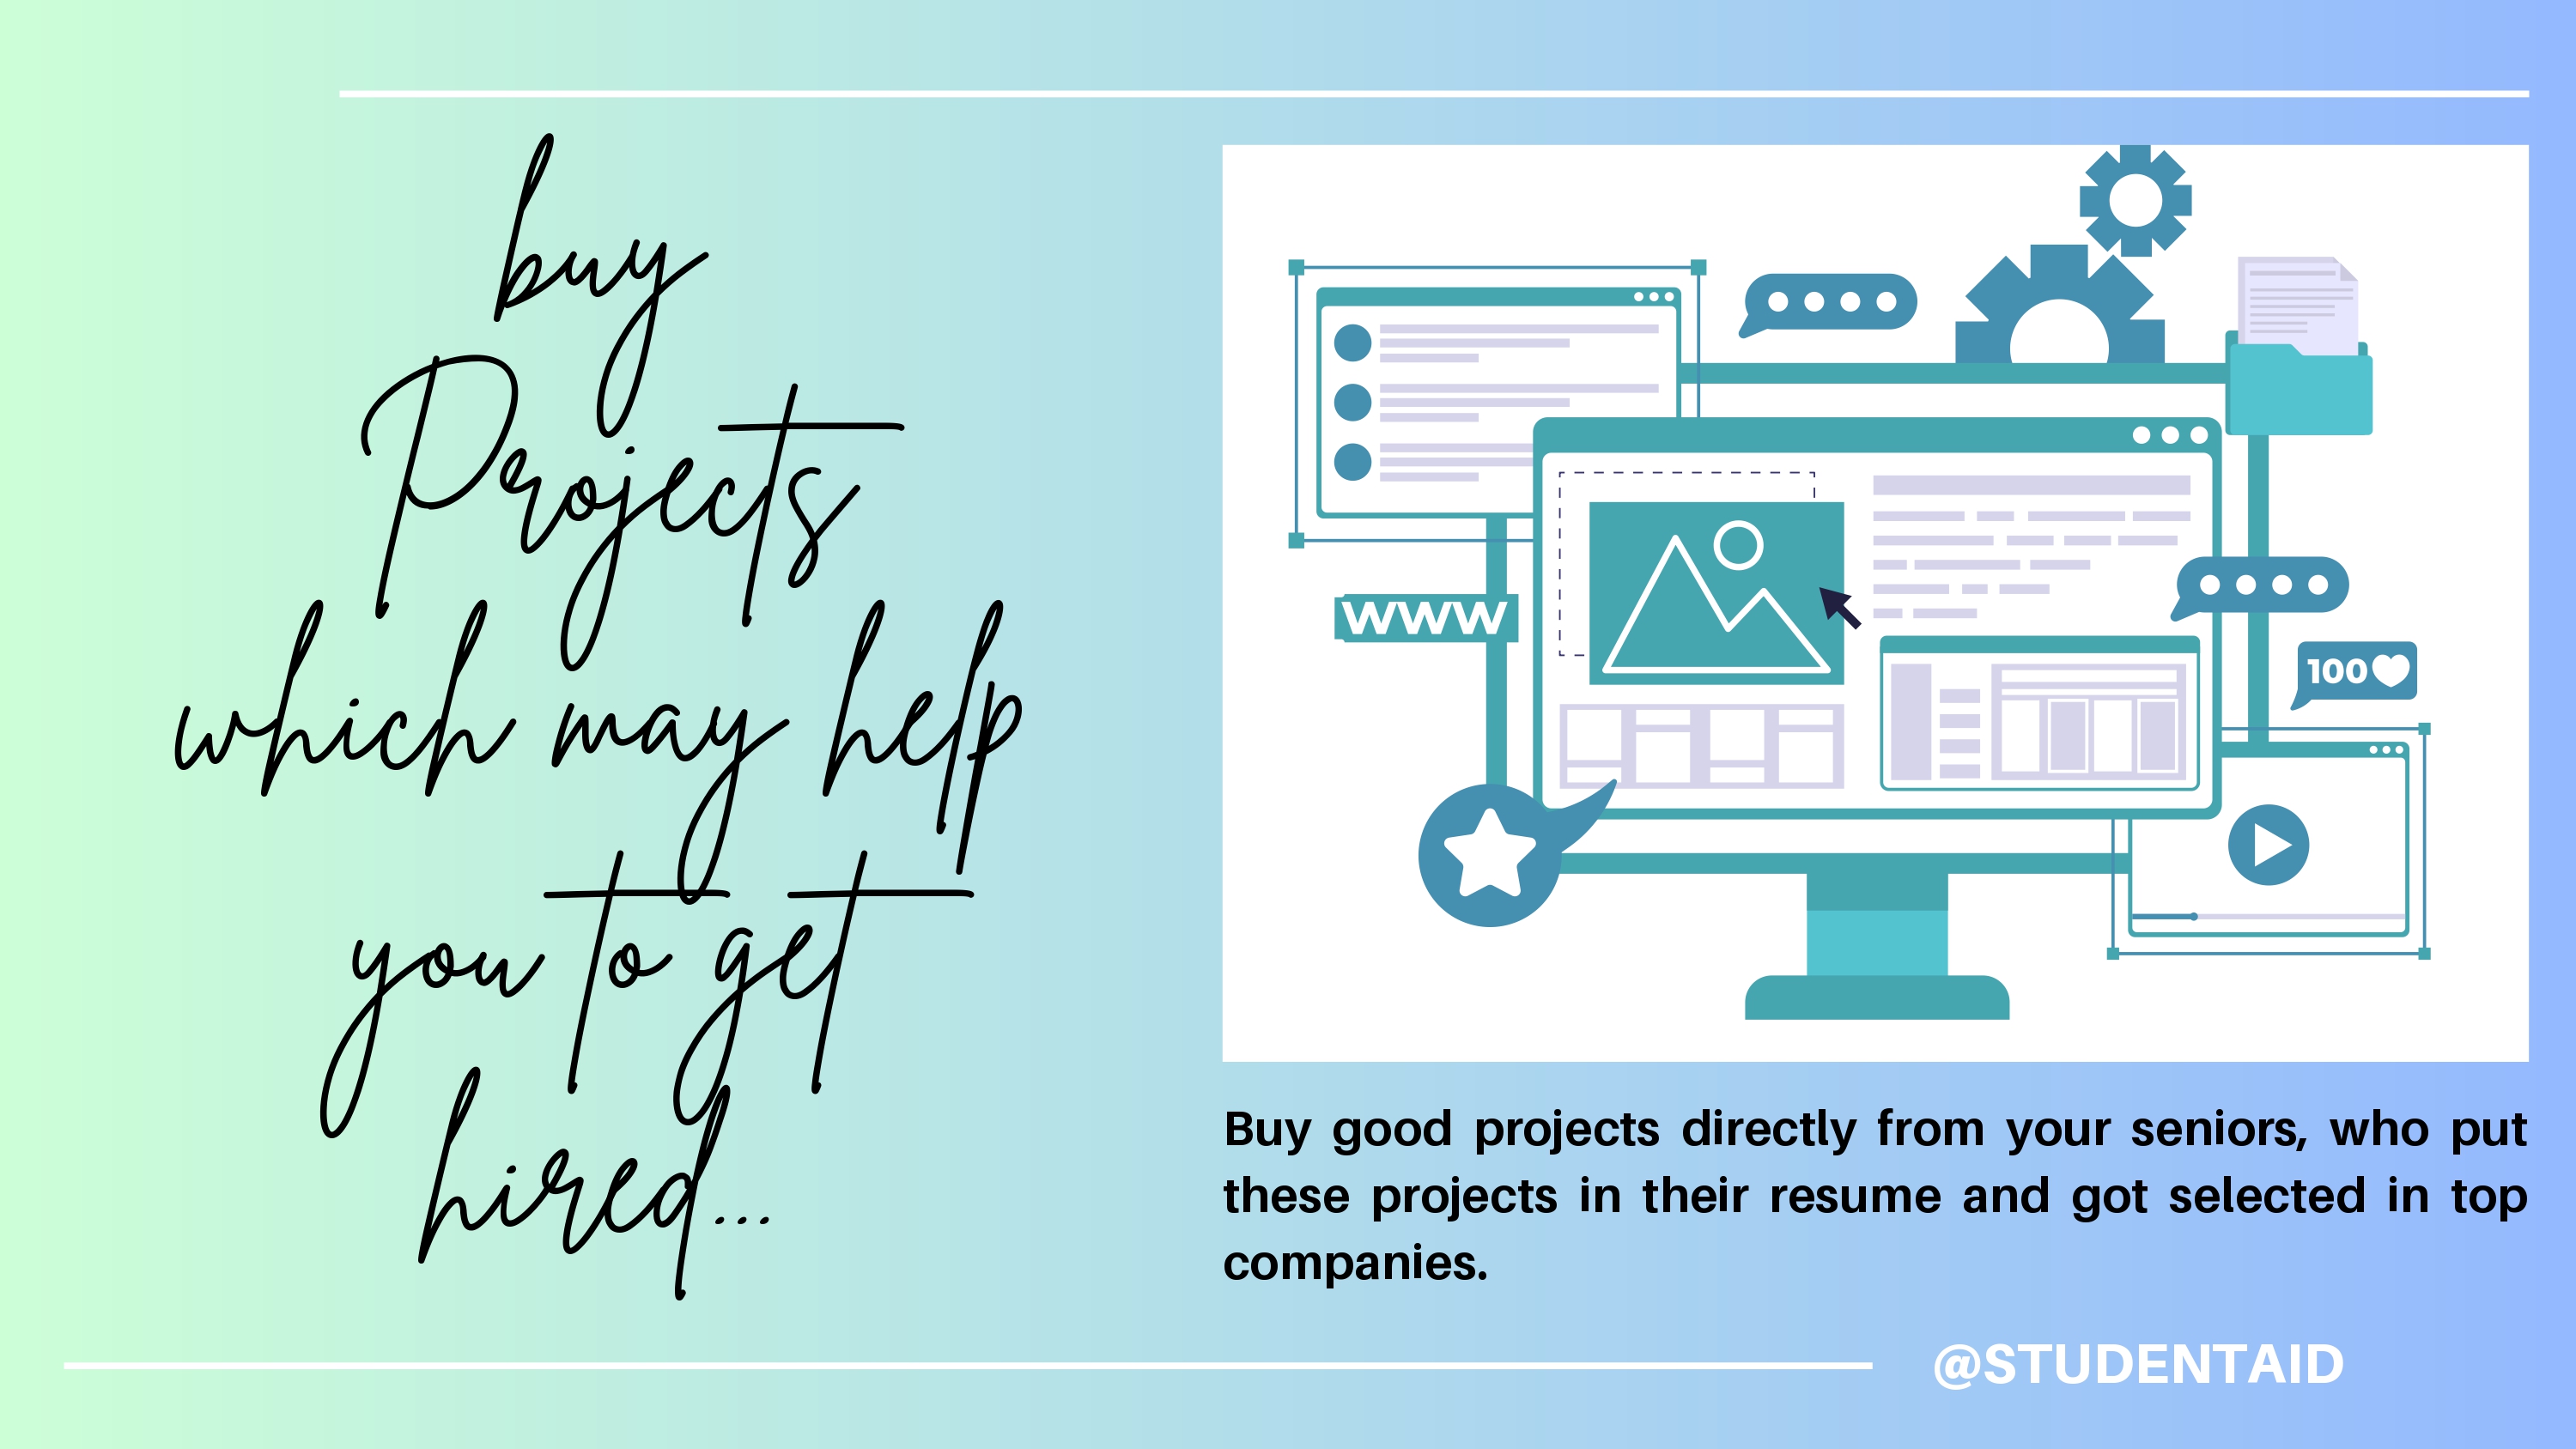 buy
Projects
which may help
you to get
hired...
WWW
100
Buy good projects directly from your seniors, who put
these projects in their resume and got selected in top
companies.
@STUDENTAID